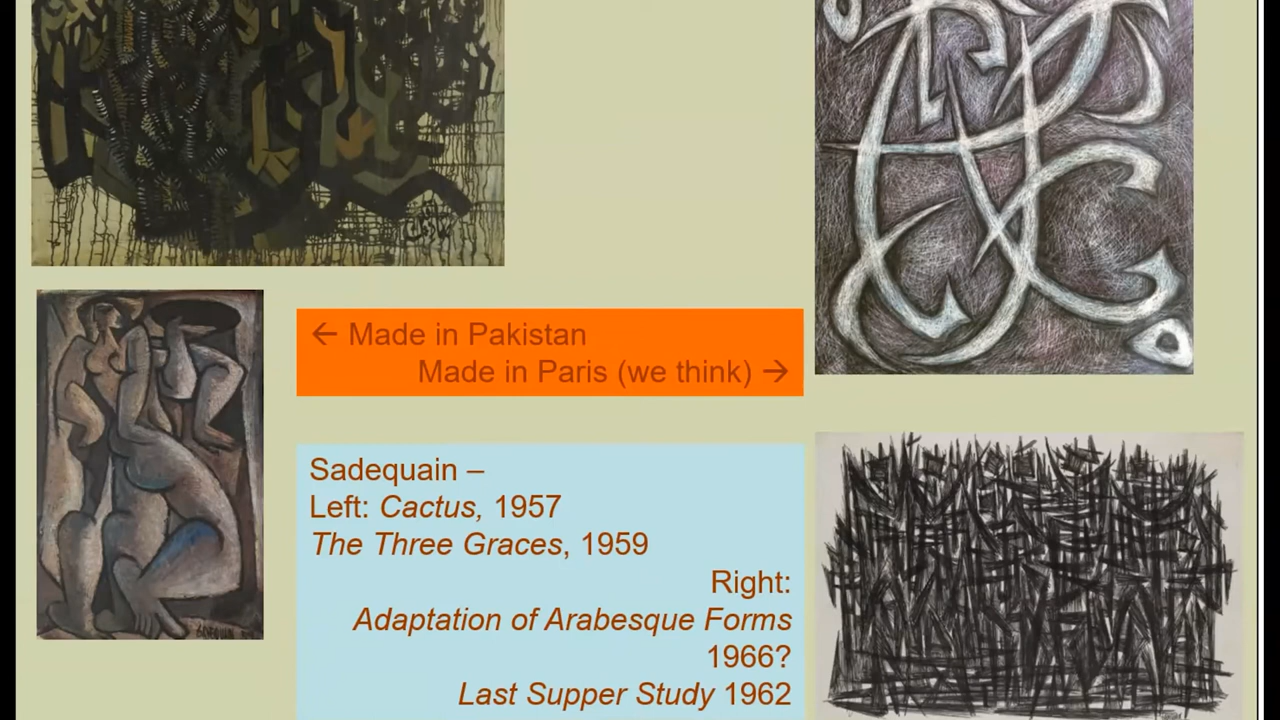 ← Made in Pakistan
Made in Paris (we think) →
Sadequain –
Left: Cactus, 1957
The Three Graces, 1959
Right:
Adaptation of Arabesque Forms
1966?
Last Supper Study 1962